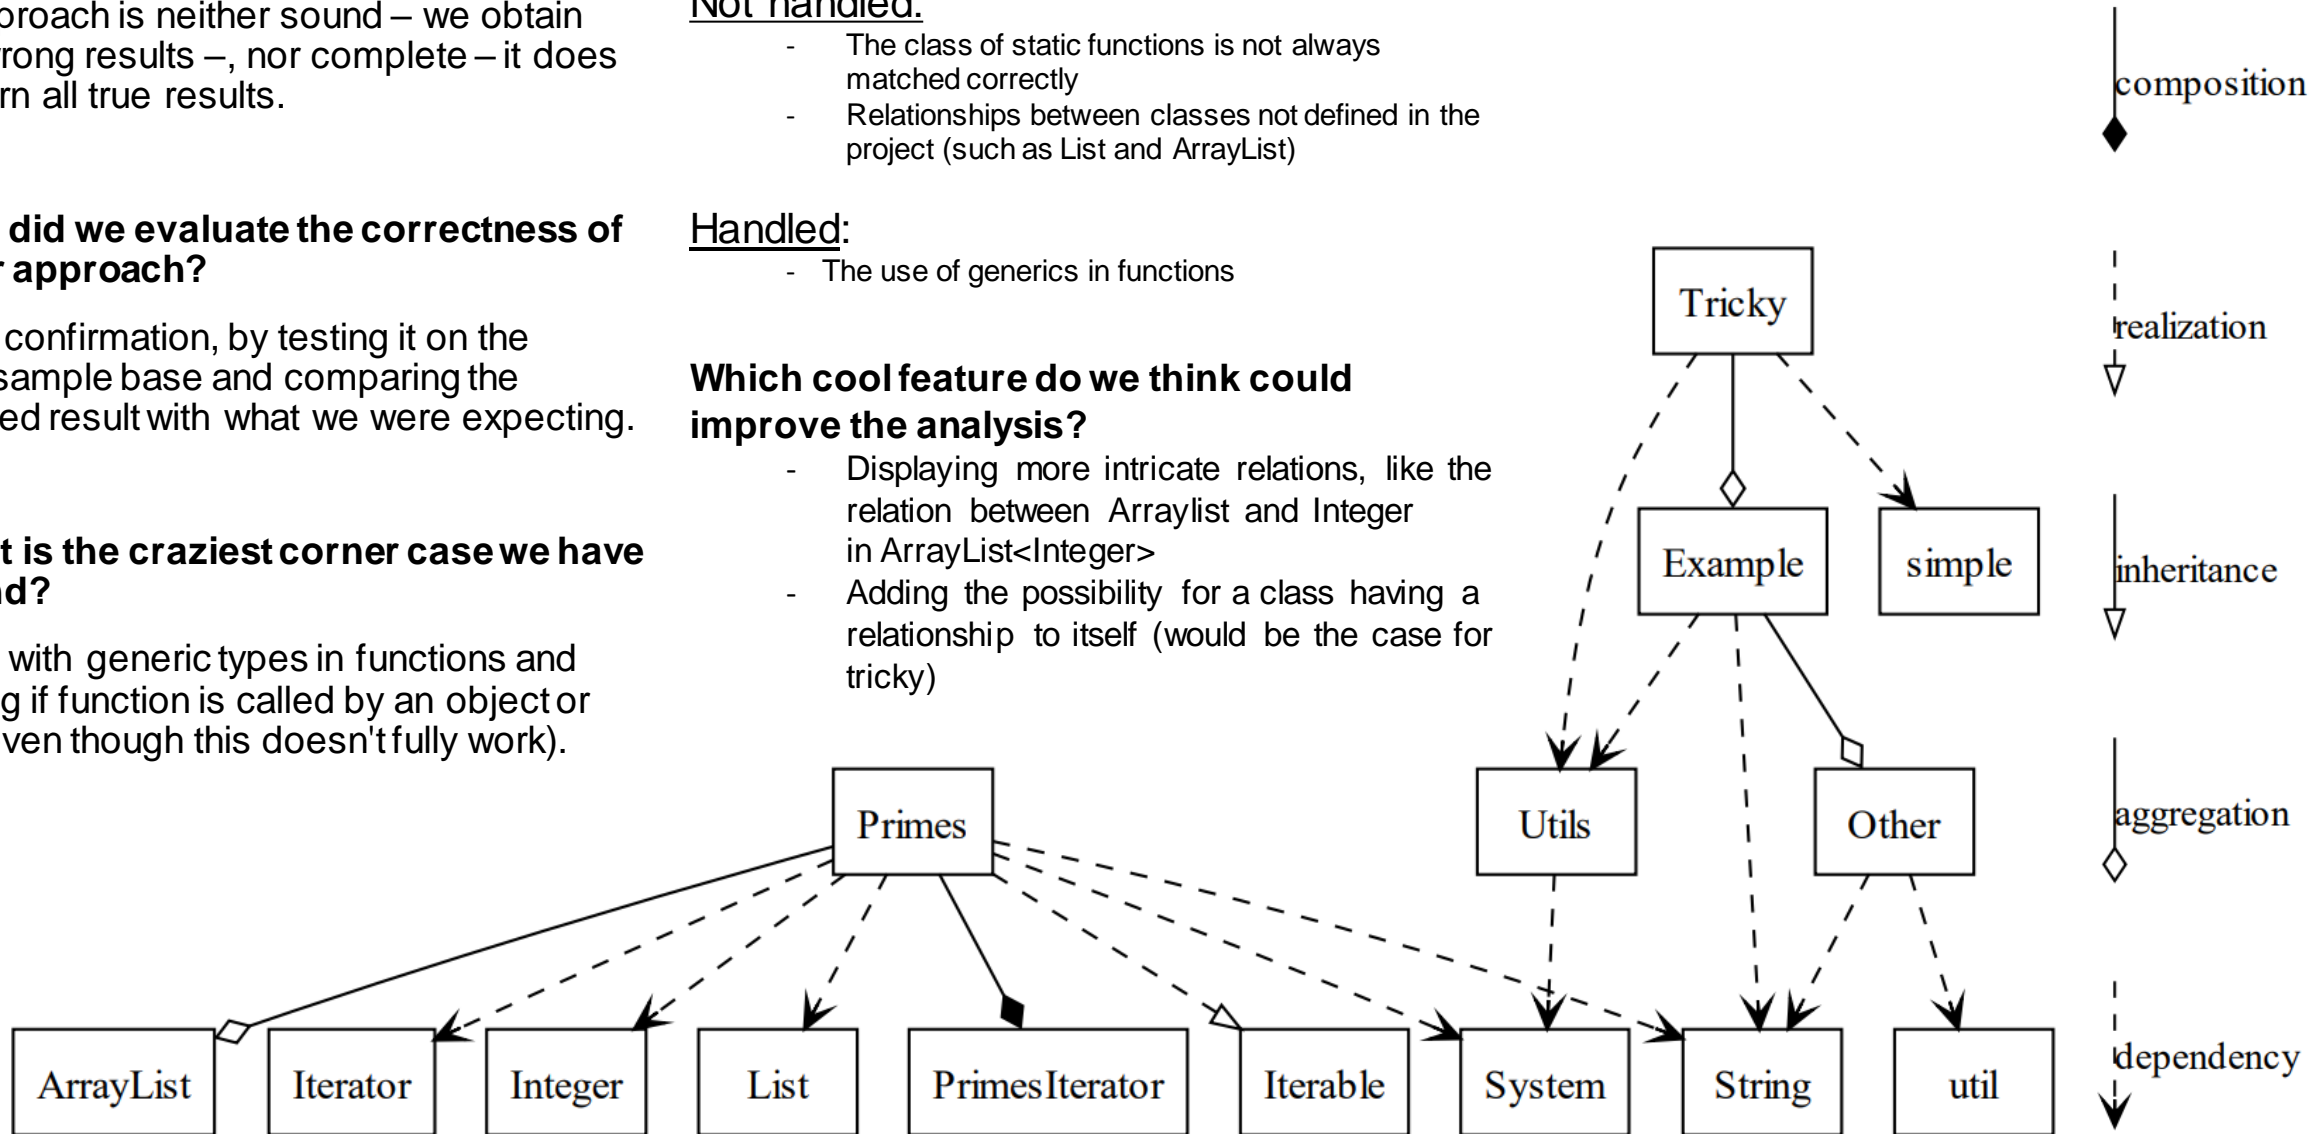 proach is neither sound – we obtain
rong results –, nor complete – it does
rn all true results.
did we evaluate the correctness of
r approach?
confirmation, by testing it on the
sample base and comparing the
ed result with what we were expecting.
t is the craziest corner case we have
nd?
with generic types in functions and
g if function is called by an object or
ven though this doesn't fully work).
Not handled:
- The class of static functions is not always
matched correctly
- Relationships between classes not defined in the
project (such as List and ArrayList)
Handled:
- The use of generics in functions
Which cool feature do we think could
improve the analysis?
- Displaying more intricate relations, like the
relation between Arraylist and Integer
in ArrayList<Integer>
- Adding the possibility for a class having a
relationship to itself (would be the case for
tricky)
Tricky
Example
simple
Primes
Utils
Other
ArrayList
Iterator
Integer
List
PrimesIterator
Iterable
System
String
util
composition
realization
inheritance
aggregation
dependency